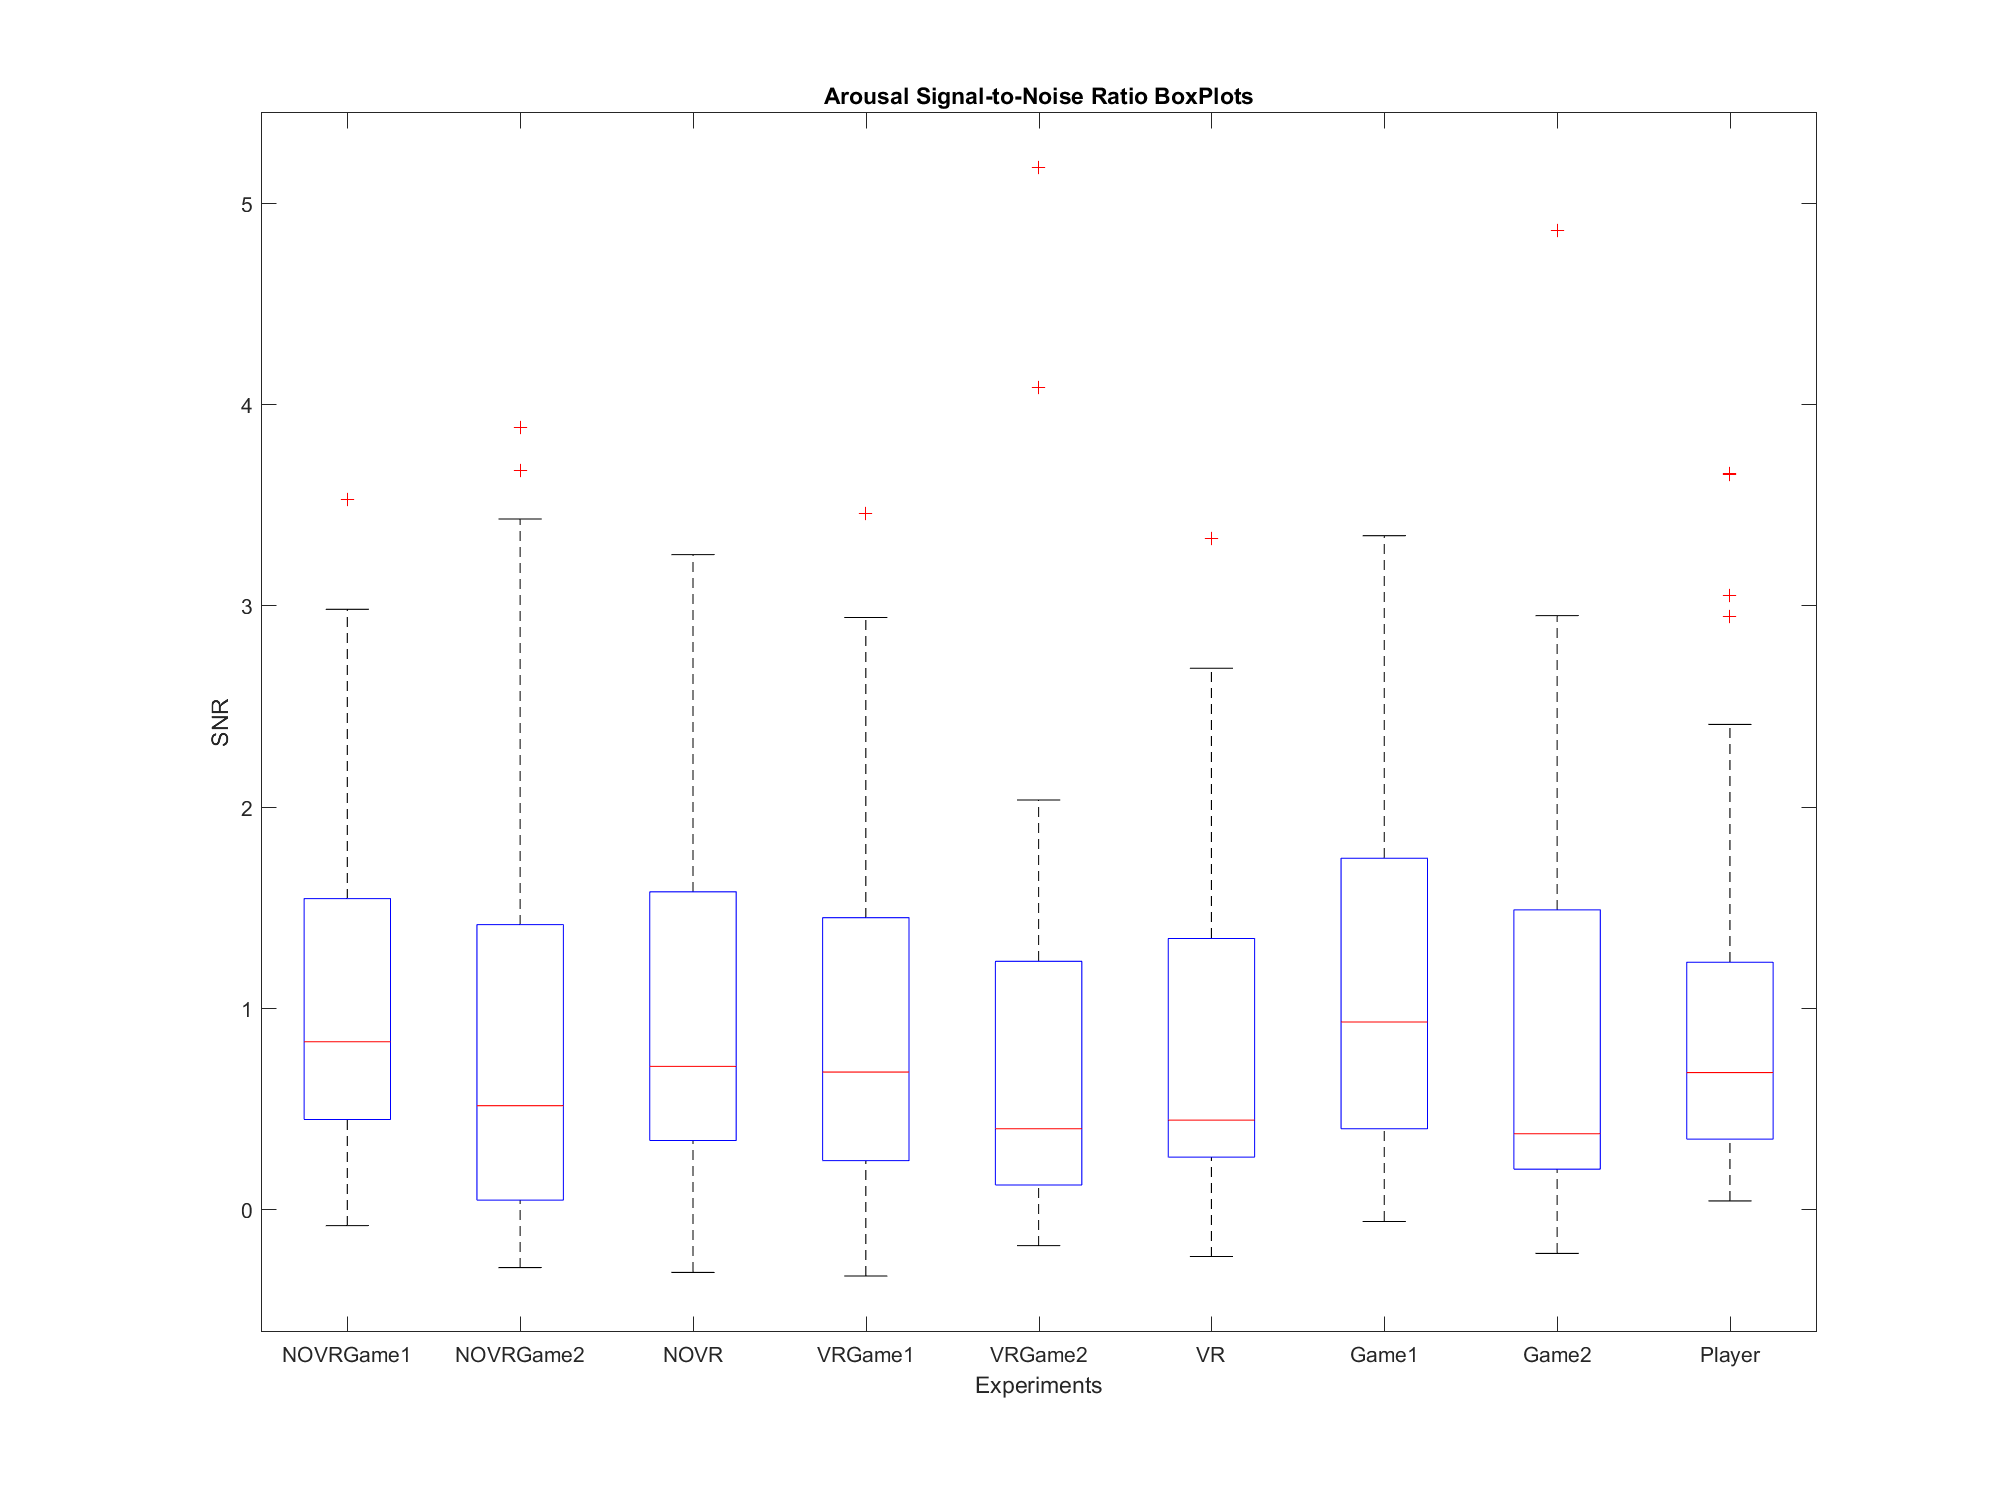 Arousal Signal-to-Noise Ratio BoxPlots
5
4
3
2
1
0
SNR
NOVRGame1 NOVRGame2 NOVR VRGame1 VRGame2 VR Game1 Game2 Player
Experiments